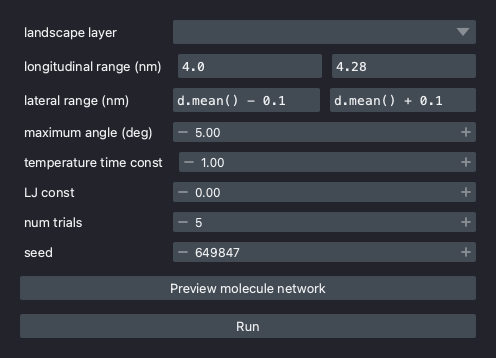 landscape layer
longitudinal range (nm) 4.0 4.28
lateral range (nm) d.mean() - 0.1 d.mean() + 0.1
maximum angle (deg) − 5.00 +
temperature time const − 1.00 +
LJ const − 0.00 +
num trials − 5 +
seed − 649847 +
Preview molecule network
Run